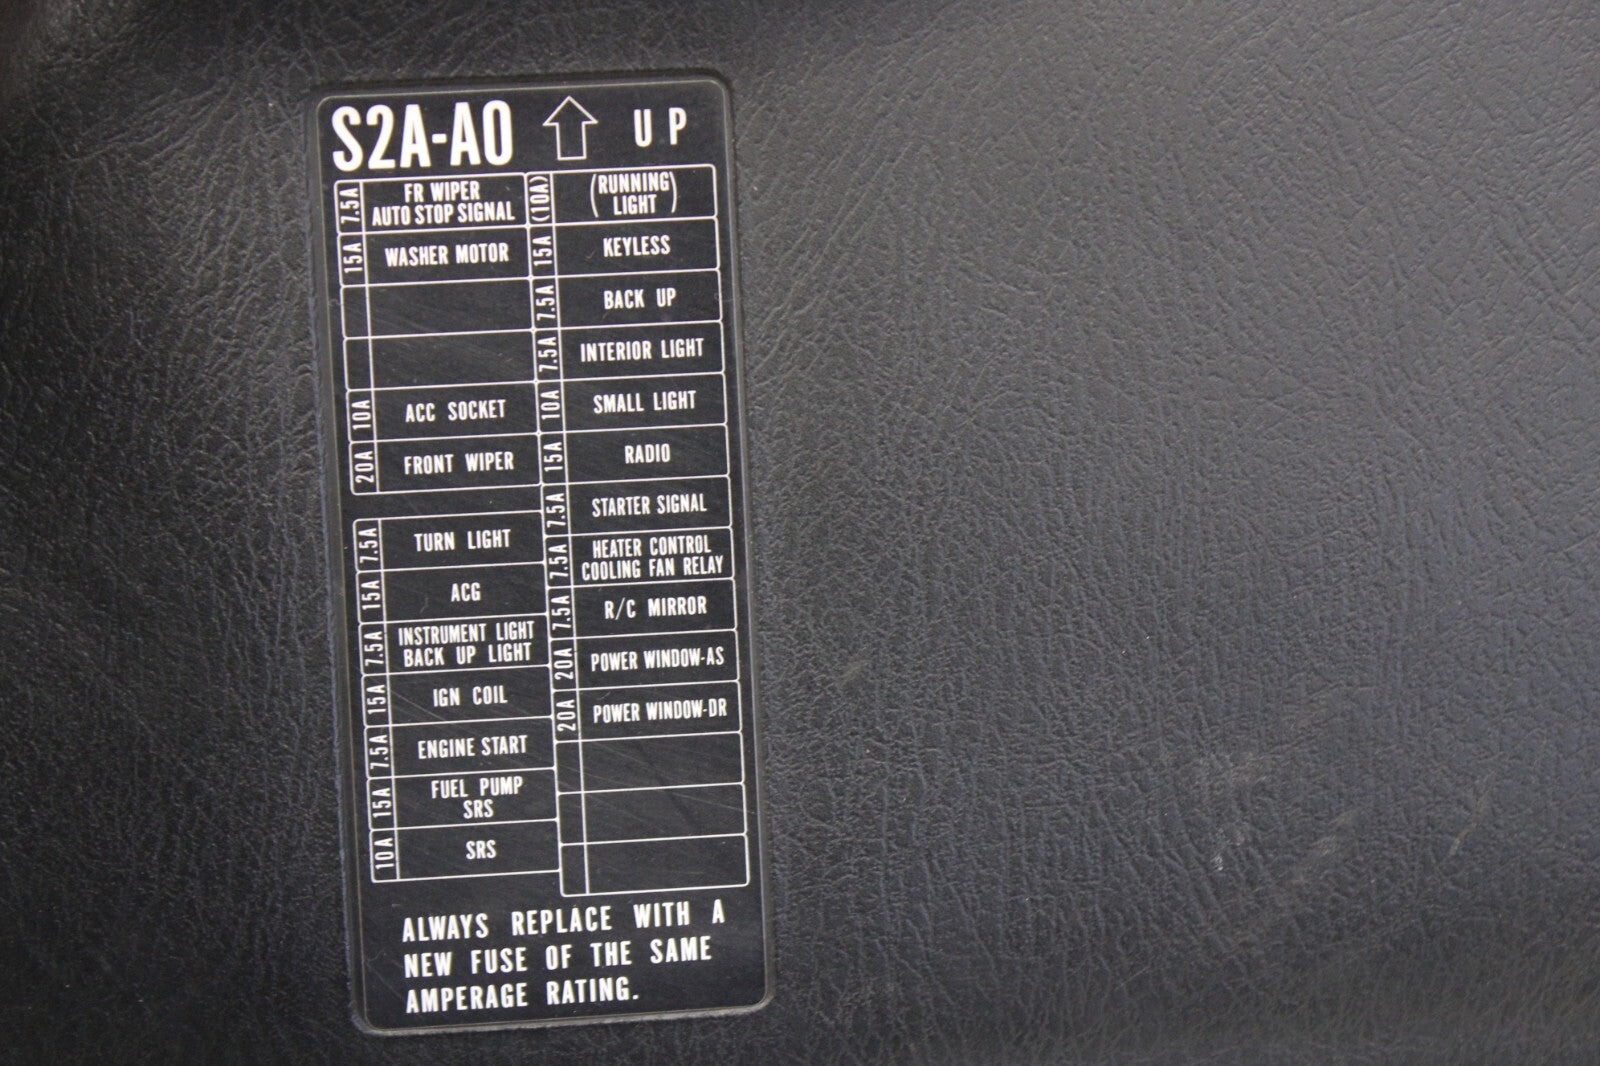 S2A-A0 UP
7.5A FR WIPER
AUTO STOP SIGNAL
15A WASHER MOTOR
10A ACC SOCKET
20A FRONT WIPER
7.5A TURN LIGHT
15A ACG
7.5A INSTRUMENT LIGHT
BACK UP LIGHT
15A IGN COIL
7.5A ENGINE START
15A FUEL PUMP
SRS
10A SRS
(10A) (RUNNING
LIGHT)
15A KEYLESS
7.5A BACK UP
7.5A INTERIOR LIGHT
10A SMALL LIGHT
15A RADIO
7.5A STARTER SIGNAL
7.5A HEATER CONTROL
COOLING FAN RELAY
7.5A R/C MIRROR
20A POWER WINDOW-AS
20A POWER WINDOW-DR
ALWAYS REPLACE WITH A
NEW FUSE OF THE SAME
AMPERAGE RATING.